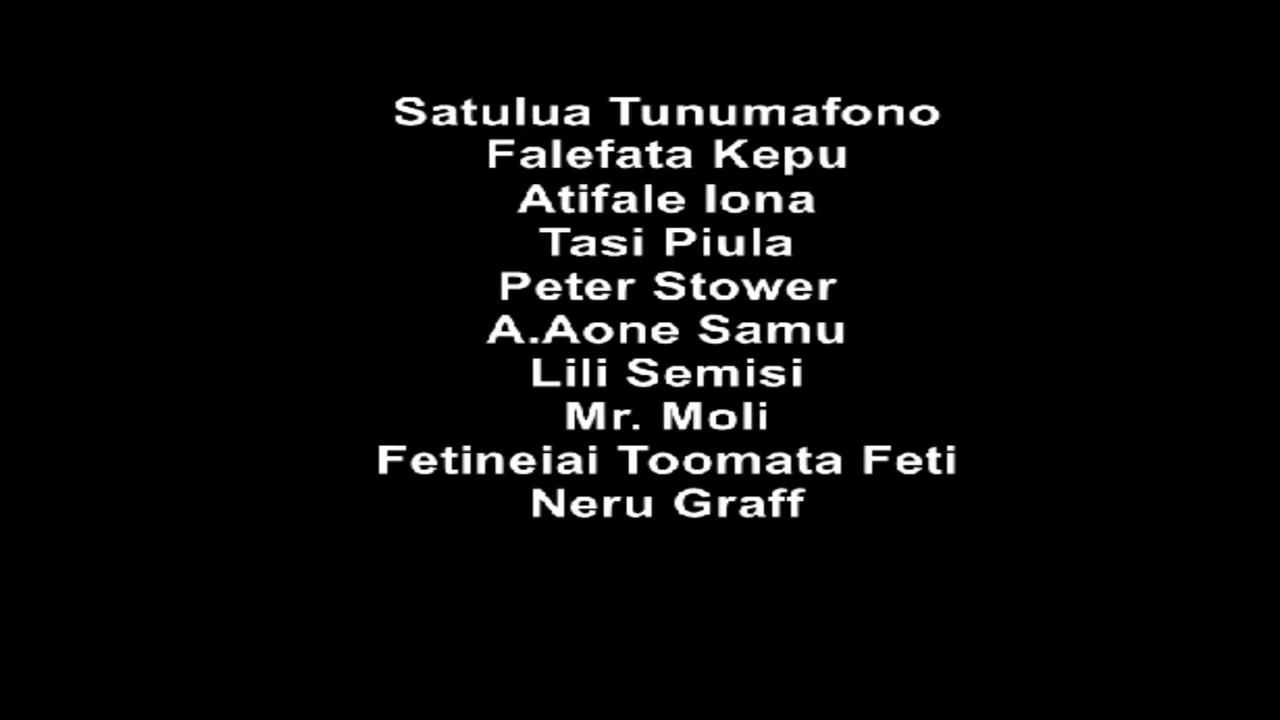 Satulua Tunumafono
Falefata Kepu
Atifale Iona
Tasi Piula
Peter Stower
A.Aone Samu
Lili Semisi
Mr. Moli
Fetineiai Toomata Feti
Neru Graff